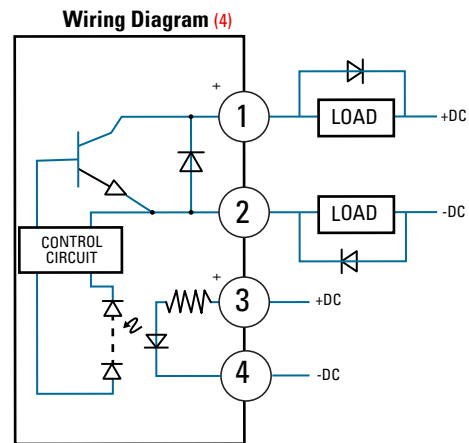 Wiring Diagram (4)
+
1
LOAD
+DC
2
LOAD
-DC
CONTROL
CIRCUIT
+
3
+DC
4
-DC